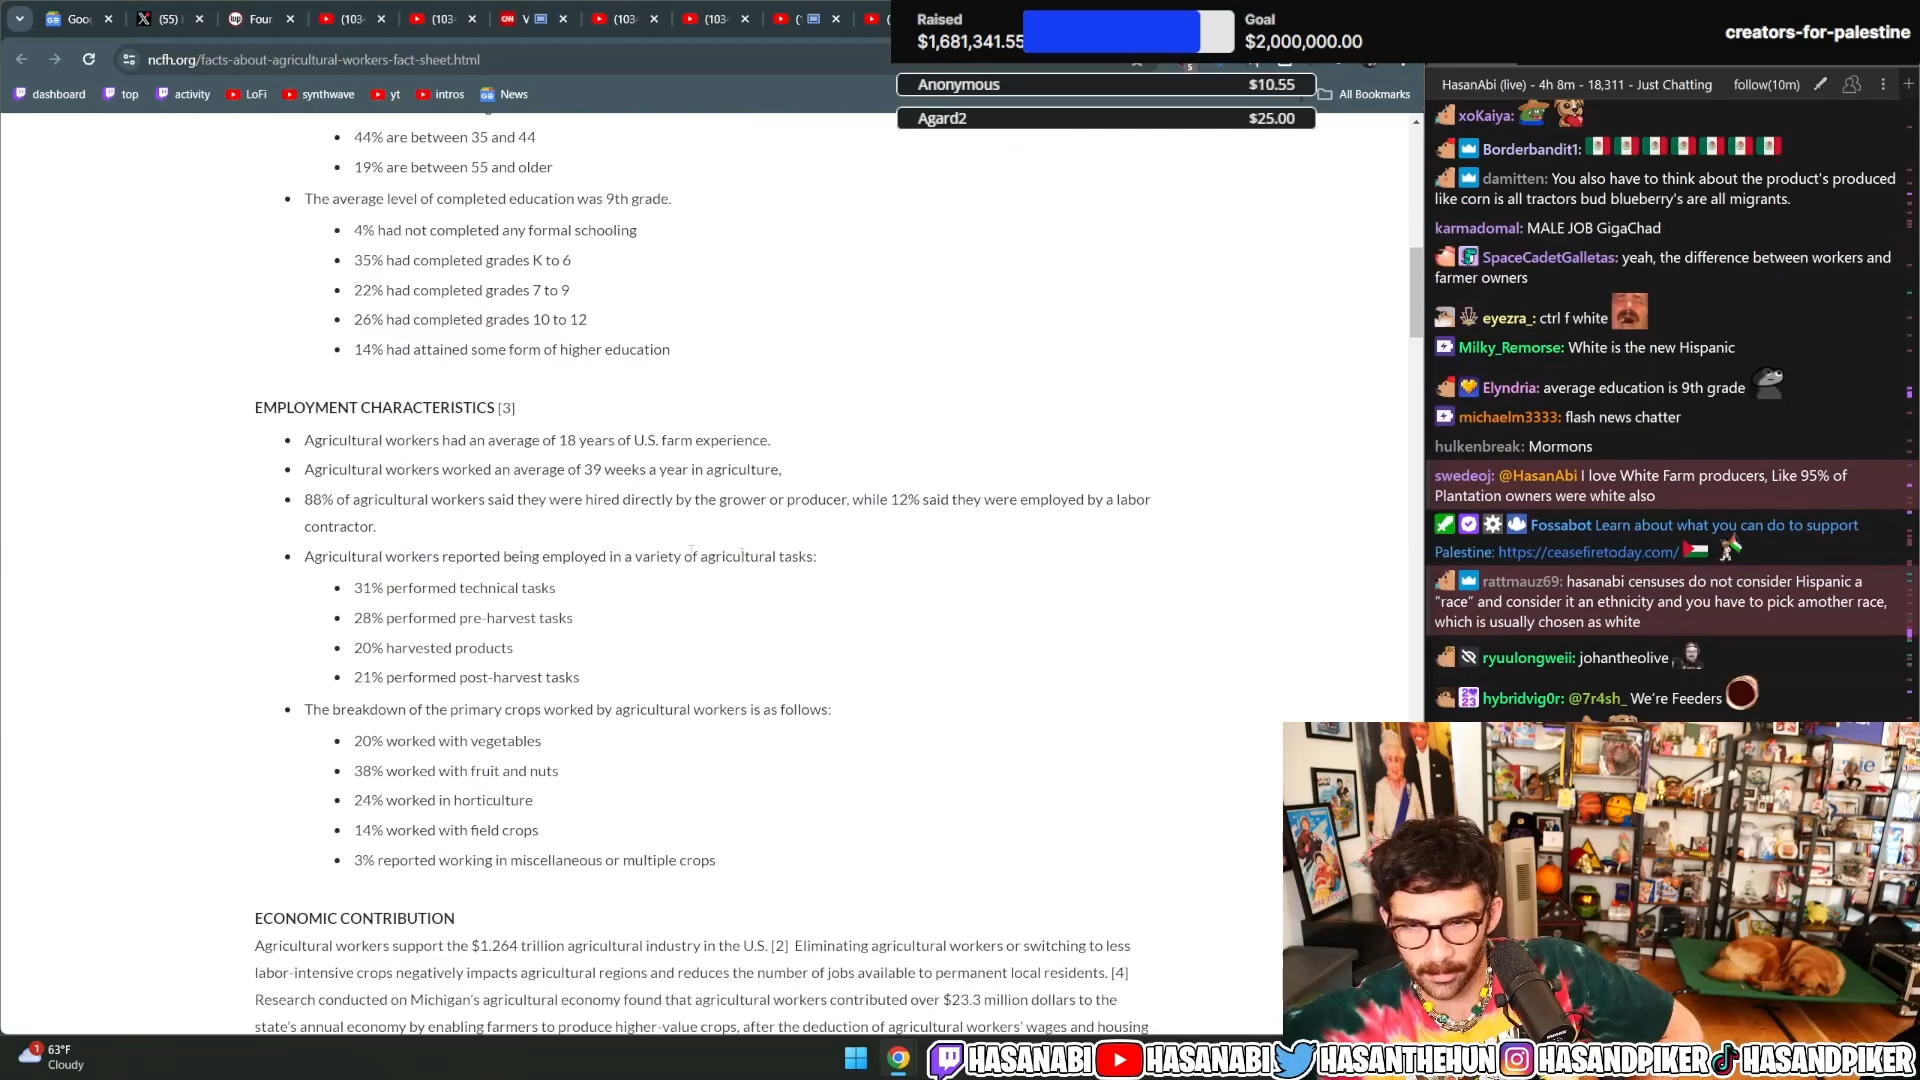 Goog
(55)
Four
(103
(103
CNN V
(103
(103
(
ncfh.org/facts-about-agricultural-workers-fact-sheet.html
dashboard
top
activity
LoFi
synthwave
yt
intros
News
All Bookmarks
Raised
$1,681,341.55
Goal
$2,000,000.00
creators-for-palestine
Anonymous $10.55
Agard2 $25.00
44% are between 35 and 44
19% are between 55 and older
The average level of completed education was 9th grade.
4% had not completed any formal schooling
35% had completed grades K to 6
22% had completed grades 7 to 9
26% had completed grades 10 to 12
14% had attained some form of higher education
EMPLOYMENT CHARACTERISTICS [3]
Agricultural workers had an average of 18 years of U.S. farm experience.
Agricultural workers worked an average of 39 weeks a year in agriculture,
88% of agricultural workers said they were hired directly by the grower or producer, while 12% said they were employed by a labor
contractor.
Agricultural workers reported being employed in a variety of agricultural tasks:
31% performed technical tasks
28% performed pre-harvest tasks
20% harvested products
21% performed post-harvest tasks
The breakdown of the primary crops worked by agricultural workers is as follows:
20% worked with vegetables
38% worked with fruit and nuts
24% worked in horticulture
14% worked with field crops
3% reported working in miscellaneous or multiple crops
ECONOMIC CONTRIBUTION
Agricultural workers support the $1.264 trillion agricultural industry in the U.S. [2] Eliminating agricultural workers or switching to less
labor-intensive crops negatively impacts agricultural regions and reduces the number of jobs available to permanent local residents. [4]
Research conducted on Michigan's agricultural economy found that agricultural workers contributed over $23.3 million dollars to the
state's annual economy by enabling farmers to produce higher-value crops, after the deduction of agricultural workers' wages and housing
HasanAbi (live) - 4h 8m - 18,311 - Just Chatting follow(10m)
xoKaiya:
Borderbandit1:
damitten: You also have to think about the product's produced
like corn is all tractors bud blueberry's are all migrants.
karmadomal: MALE JOB GigaChad
SpaceCadetGalletas: yeah, the difference between workers and
farmer owners
eyezra_: ctrl f white
Milky_Remorse: White is the new Hispanic
Elyndria: average education is 9th grade
michaelm3333: flash news chatter
hulkenbreak: Mormons
swedeoj: @HasanAbi I love White Farm producers, Like 95% of
Plantation owners were white also
Fossabot Learn about what you can do to support
Palestine: https://ceasefiretoday.com/
rattmauz69: hasanabi censuses do not consider Hispanic a
“race” and consider it an ethnicity and you have to pick amother race,
which is usually chosen as white
ryuulongweii: johantheolive
hybridvig0r: @7r4sh_ We're Feeders
1
63°F
Cloudy
HASANABI HASANABI HASANTHEHUN HASANDPIKER HASANDPIKER